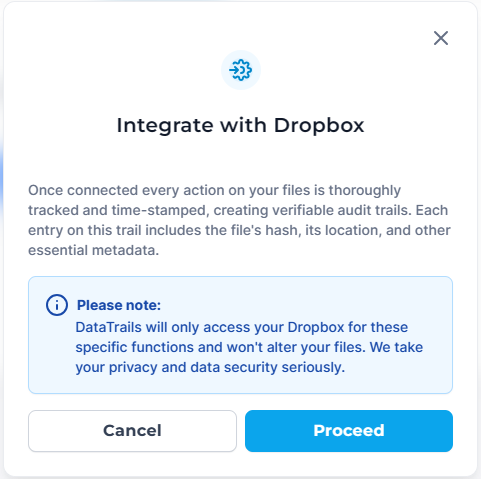 Integrate with Dropbox
Once connected every action on your files is thoroughly
tracked and time-stamped, creating verifiable audit trails. Each
entry on this trail includes the file's hash, its location, and other
essential metadata.
Please note:
DataTrails will only access your Dropbox for these
specific functions and won't alter your files. We take
your privacy and data security seriously.
Cancel
Proceed